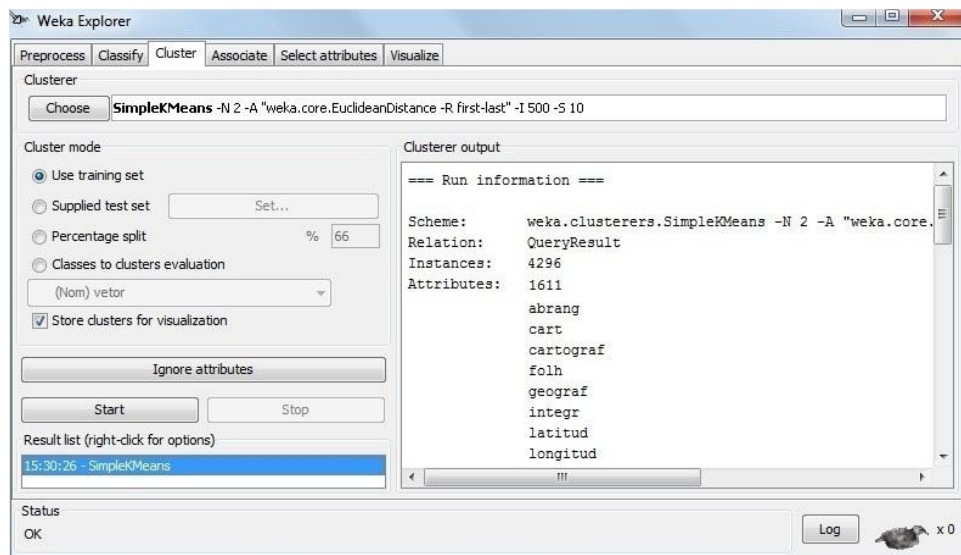 Weka Explorer
Preprocess Classify Cluster Associate Select attributes Visualize
Clusterer
Choose SimpleKMeans -N 2 -A "weka.core.EuclideanDistance -R first-last" -I 500 -S 10
Cluster mode
Use training set
Supplied test set Set...
Percentage split % 66
Classes to clusters evaluation
(Nom) vetor
Store clusters for visualization
Ignore attributes
Start Stop
Result list (right-click for options)
15:30:26 - SimpleKMeans
Clusterer output
=== Run information ===
Scheme: weka.clusterers.SimpleKMeans -N 2 -A "weka.core.
Relation: QueryResult
Instances: 4296
Attributes: 1611
abrang
cart
cartograf
folh
geograf
integr
latitud
longitud
Status
OK
Log x 0